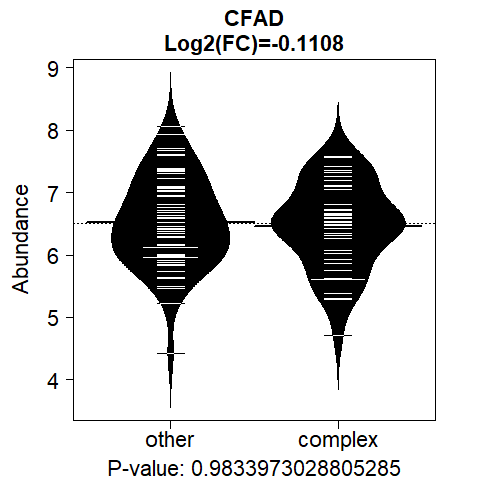 CFAD
Log2(FC)=-0.1108
Abundance
9
8
7
6
5
4
other complex
P-value: 0.9833973028805285